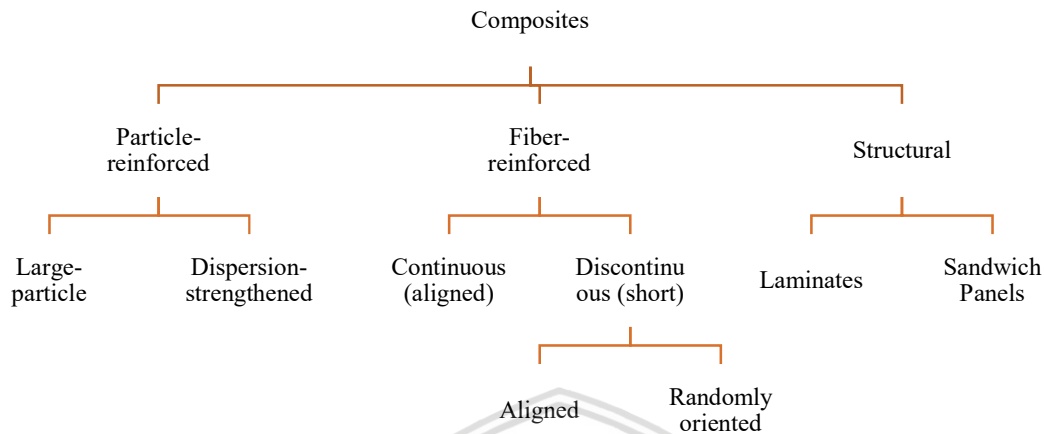 Composites
Particle-
reinforced
Fiber-
reinforced
Structural
Large-
particle
Dispersion-
strengthened
Continuous
(aligned)
Discontinu
ous (short)
Laminates
Sandwich
Panels
Aligned
Randomly
oriented